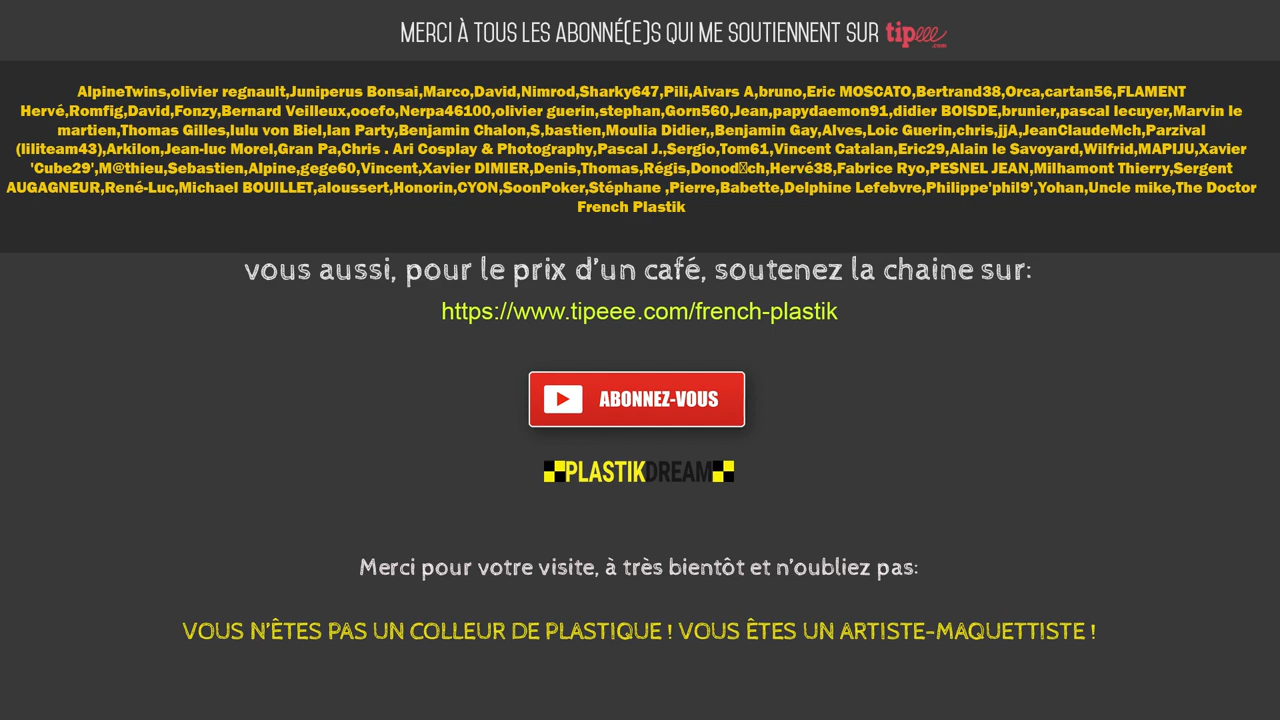 MERCI À TOUS LES ABONNÉ(E)S QUI ME SOUTIENNENT SUR tipeee.com
AlpineTwins,olivier regnault,Juniperus Bonsai,Marco,David,Nimrod,Sharky647,Pili,Aivars A,bruno,Eric MOSCATO,Bertrand38,Orca,cartan56,FLAMENT
Hervé,Romfig,David,Fonzy,Bernard Veilleux,ooefo,Nerpa46100,olivier guerin,stephan,Gorn560,Jean,papydaemon91,didier BOISDE,brunier,pascal lecuyer,Marvin le
martien,Thomas Gilles,lulu von Biel,Ian Party,Benjamin Chalon,S,bastien,Moulia Didier,,Benjamin Gay,Alves,Loic Guerin,chris,jjA,JeanClaudeMch,Parzival
(liliteam43),Arkilon,Jean-luc Morel,Gran Pa,Chris . Ari Cosplay & Photography,Pascal J.,Sergio,Tom61,Vincent Catalan,Eric29,Alain le Savoyard,Wilfrid,MAPIJU,Xavier
'Cube29',M@thieu,Sebastien,Alpine,gege60,Vincent,Xavier DIMIER,Denis,Thomas,Régis,Donod▯ch,Hervé38,Fabrice Ryo,PESNEL JEAN,Milhamont Thierry,Sergent
AUGAGNEUR,René-Luc,Michael BOUILLET,aloussert,Honorin,CYON,SoonPoker,Stéphane ,Pierre,Babette,Delphine Lefebvre,Philippe'phil9',Yohan,Uncle mike,The Doctor
French Plastik
vous aussi, pour le prix d'un café, soutenez la chaine sur:
https://www.tipeee.com/french-plastik
ABONNEZ-VOUS
PLASTIKDREAM
Merci pour votre visite, à très bientôt et n'oubliez pas:
VOUS N'ÊTES PAS UN COLLEUR DE PLASTIQUE ! VOUS ÊTES UN ARTISTE-MAQUETTISTE !